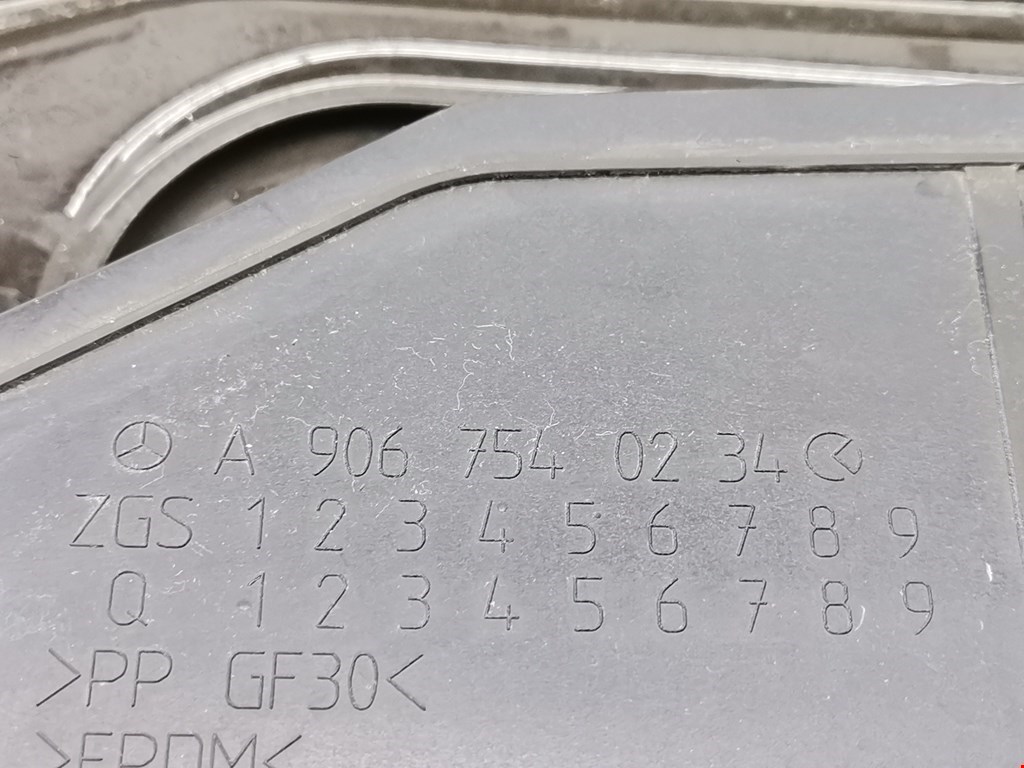 A 906 754 02 34
ZGS 1 2 3 4 5 6 7 8 9
Q 1 2 3 4 5 6 7 8 9
>PP GF30<
>EPDM<